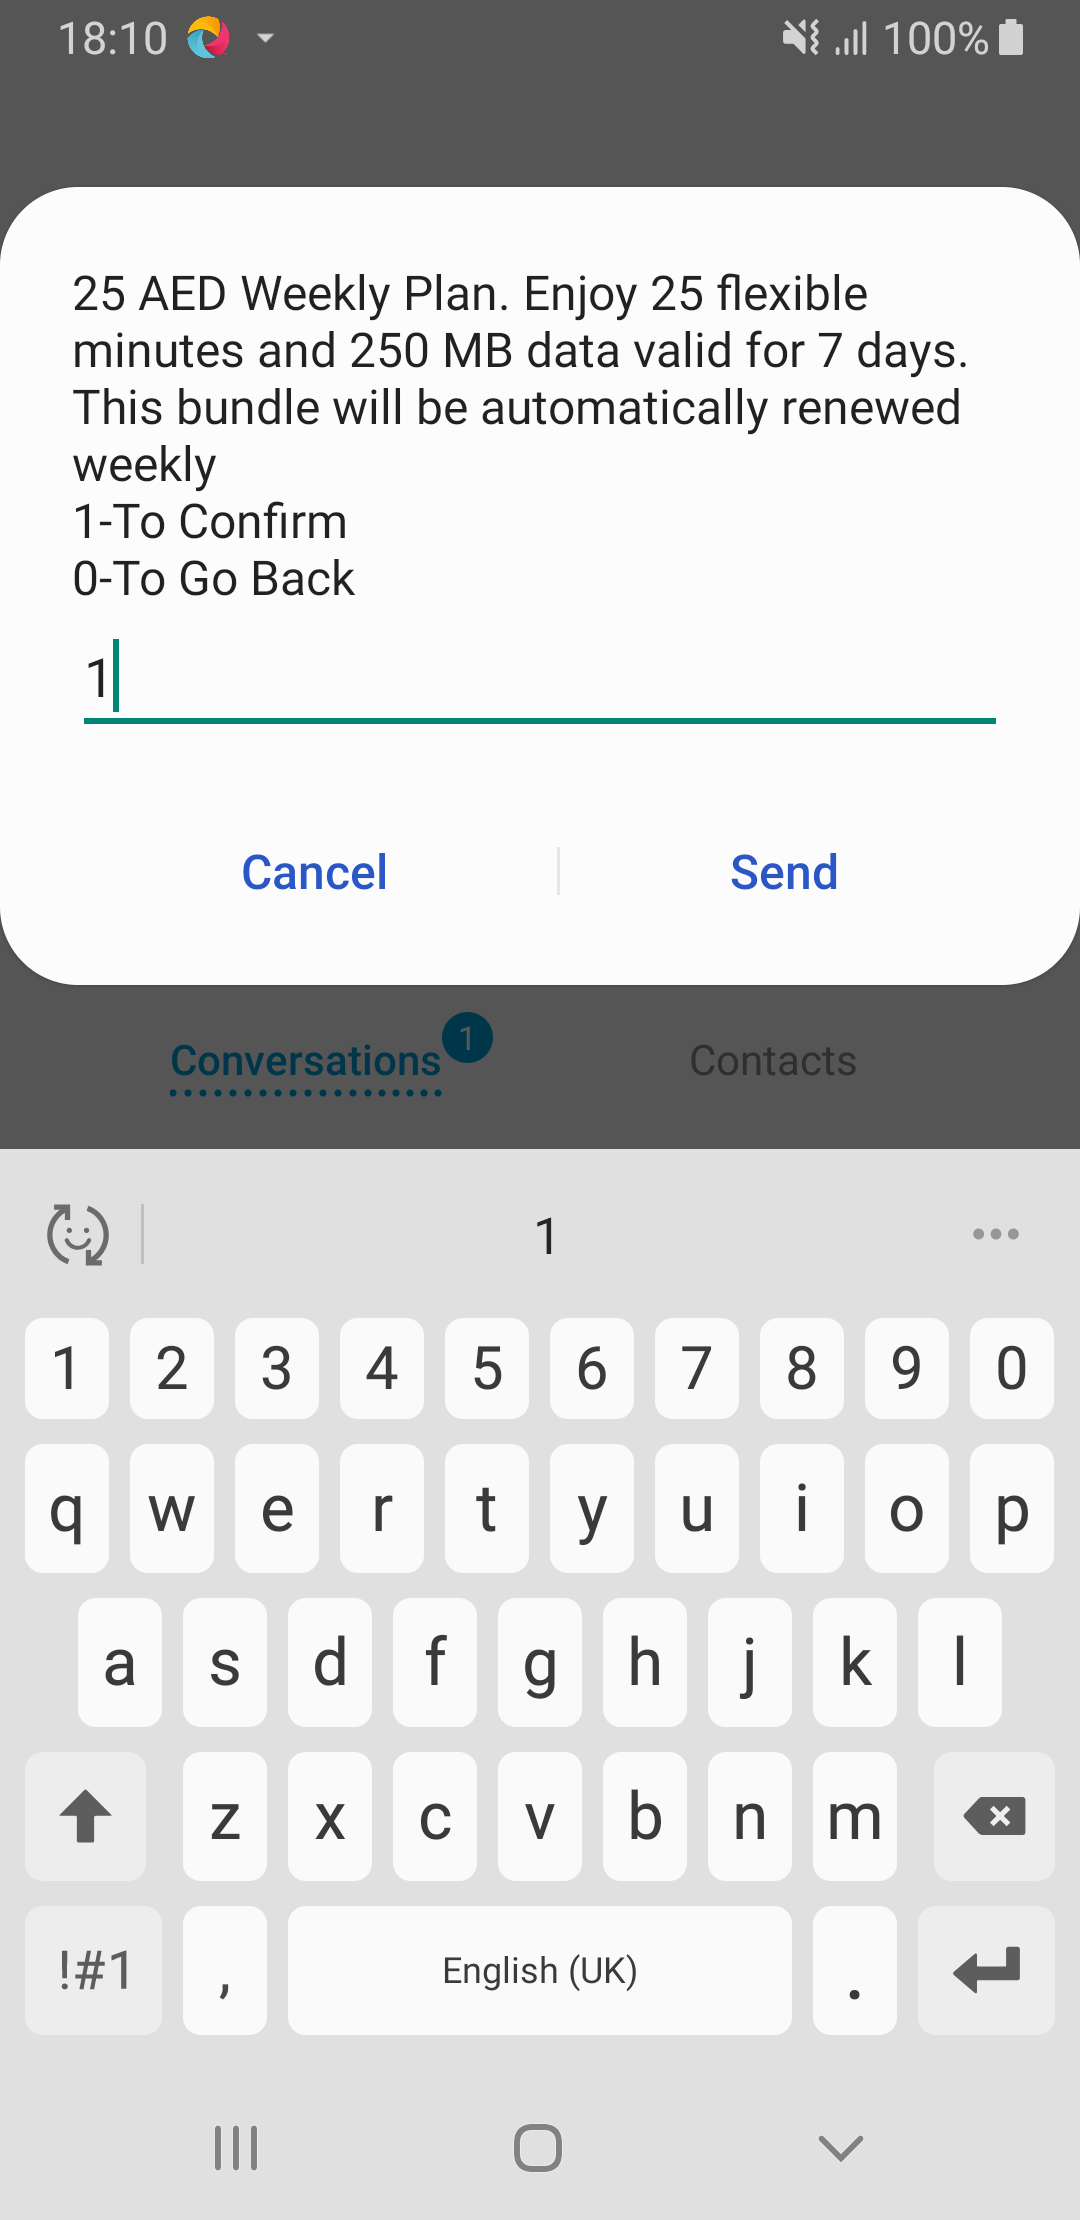 18:10 100%
25 AED Weekly Plan. Enjoy 25 flexible
minutes and 250 MB data valid for 7 days.
This bundle will be automatically renewed
weekly
1-To Confirm
0-To Go Back
1
Cancel Send
Conversations 1 Contacts
1
1 2 3 4 5 6 7 8 9 0
q w e r t y u i o p
a s d f g h j k l
z x c v b n m
!#1 , English (UK) .